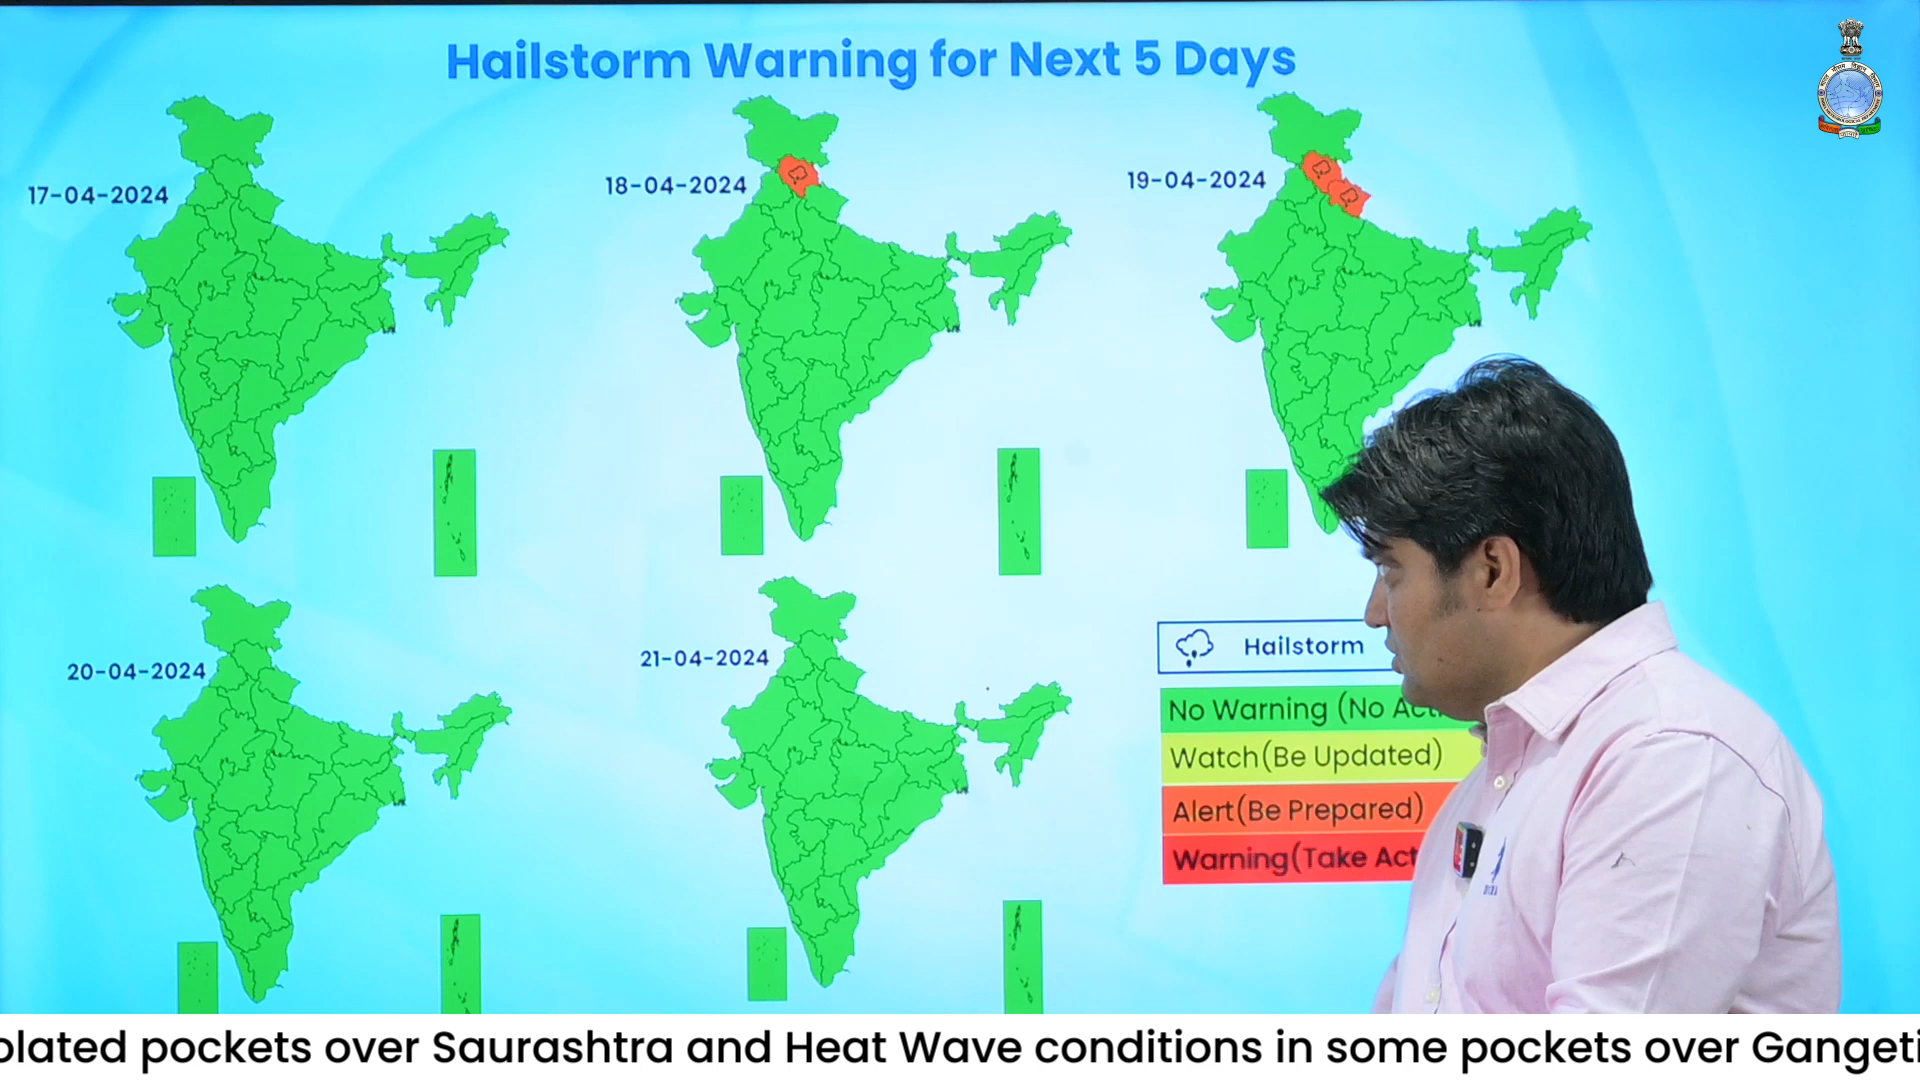 Hailstorm Warning for Next 5 Days
17-04-2024
18-04-2024
19-04-2024
20-04-2024
21-04-2024
Hailstorm
No Warning (No Acti
Watch(Be Updated)
Alert(Be Prepared)
Warning(Take Act
olated pockets over Saurashtra and Heat Wave conditions in some pockets over Gangeti